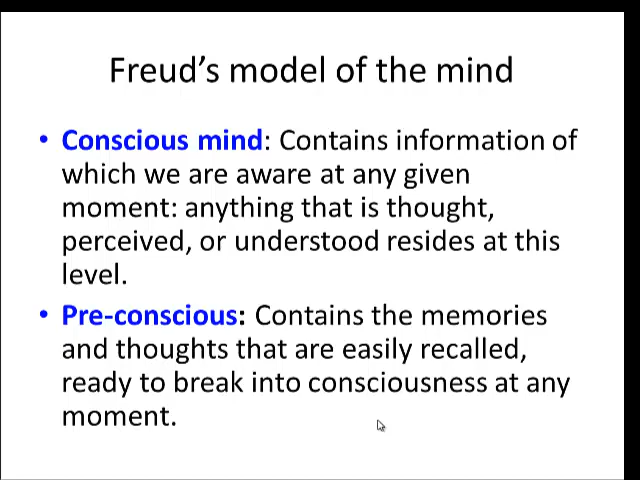 Freud's model of the mind
• Conscious mind: Contains information of
which we are aware at any given
moment: anything that is thought,
perceived, or understood resides at this
level.
• Pre-conscious: Contains the memories
and thoughts that are easily recalled,
ready to break into consciousness at any
moment.